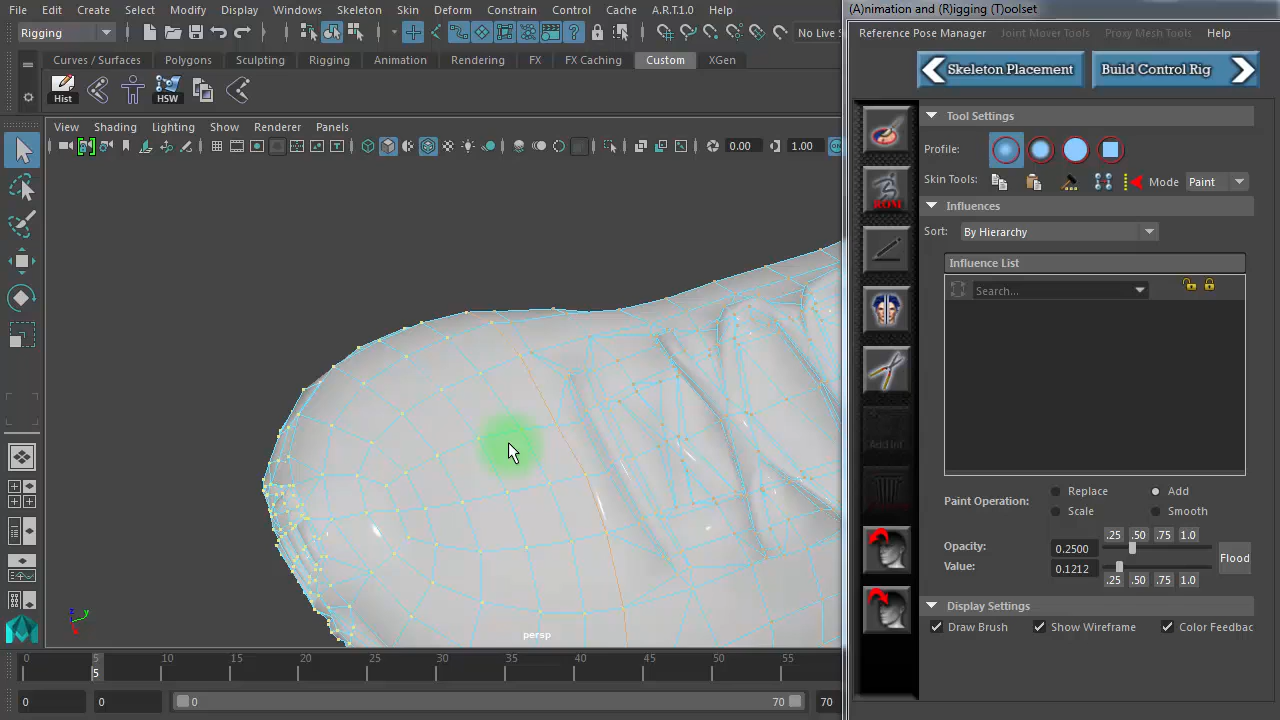 (A)nimation and (R)igging (T)oolset
File Edit Create Select Modify Display Windows Skeleton Skin Deform Constrain Control Cache A.R.T.1.0 Help
Reference Pose Manager Joint Mover Tools Proxy Mesh Tools Help
Rigging
No Live S
Curves / Surfaces Polygons Sculpting Rigging Animation Rendering FX FX Caching Custom XGen
Skeleton Placement Build Control Rig
Hist HSW
View Shading Lighting Show Renderer Panels
0.00 1.00
Tool Settings
Profile:
Skin Tools: Mode Paint
ROM
Influences
Sort: By Hierarchy
Influence List
Search...
Add Inf
Paint Operation: Replace Add
Scale Smooth
.25 .50 .75 1.0
Opacity: 0.2500
Value: 0.1212
Flood
.25 .50 .75 1.0
Display Settings
Draw Brush Show Wireframe Color Feedbac
z y
persp
0 5 10 15 20 25 30 35 40 45 50 55
5
0 0 0 70 70